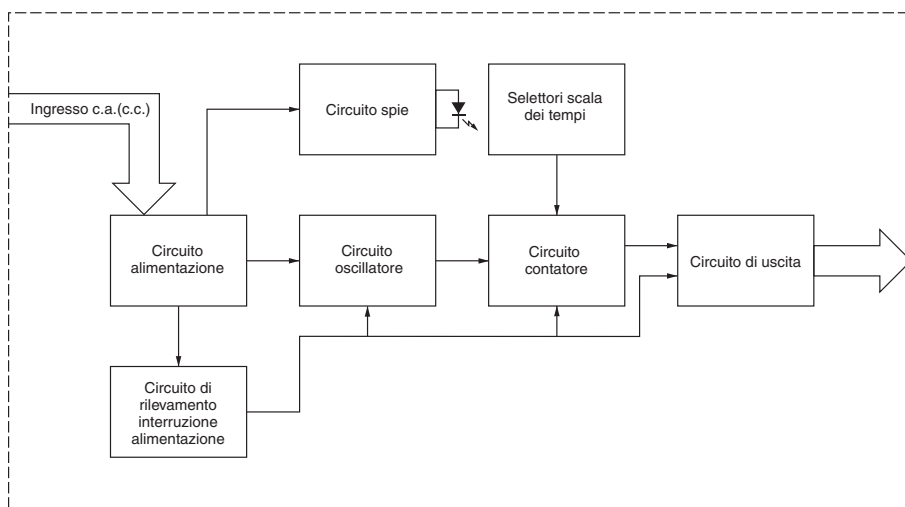 Ingresso c.a.(c.c.)
Circuito spie
Selettori scala
dei tempi
Circuito
alimentazione
Circuito
oscillatore
Circuito
contatore
Circuito di uscita
Circuito di
rilevamento
interruzione
alimentazione